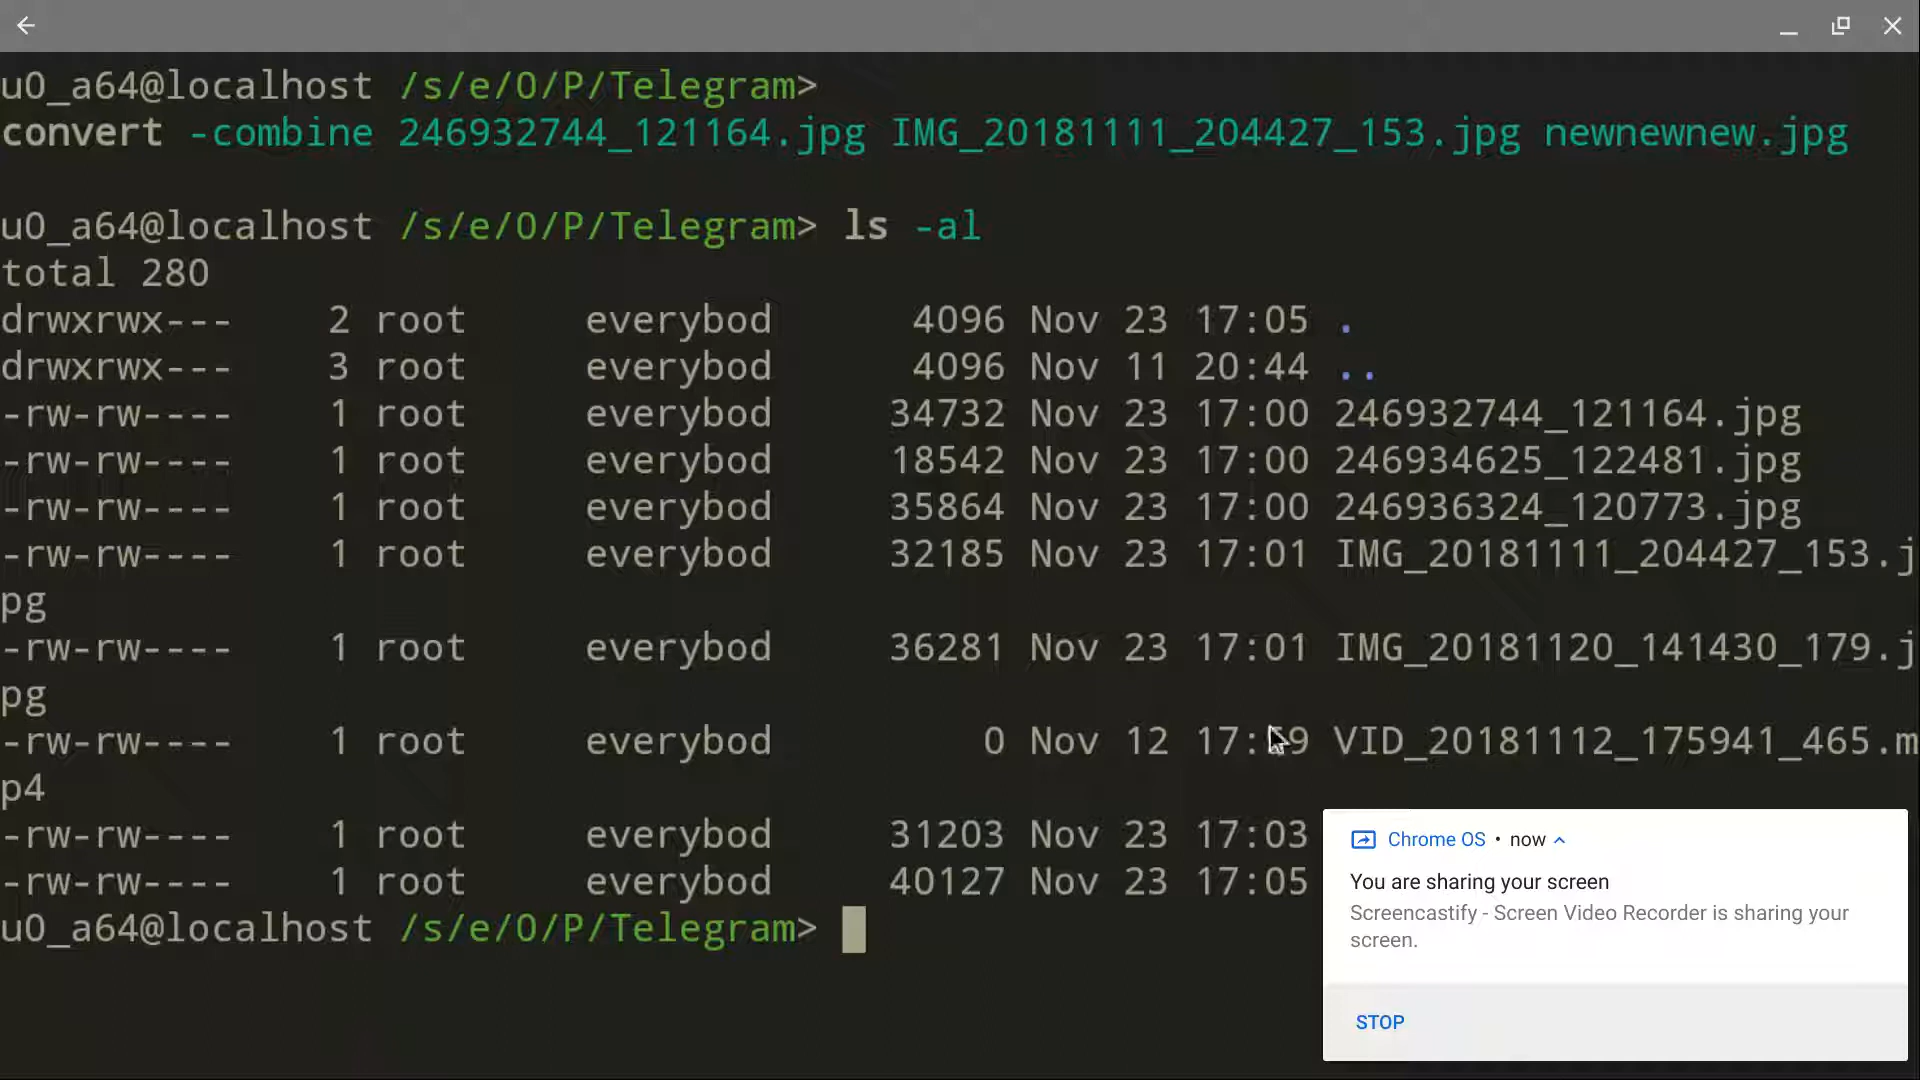 u0_a64@localhost /s/e/0/P/Telegram>
convert -combine 246932744_121164.jpg IMG_20181111_204427_153.jpg newnewnew.jpg
u0_a64@localhost /s/e/0/P/Telegram> ls -al
total 280
drwxrwx--- 2 root everybod 4096 Nov 23 17:05 .
drwxrwx--- 3 root everybod 4096 Nov 11 20:44 ..
-rw-rw---- 1 root everybod 34732 Nov 23 17:00 246932744_121164.jpg
-rw-rw---- 1 root everybod 18542 Nov 23 17:00 246934625_122481.jpg
-rw-rw---- 1 root everybod 35864 Nov 23 17:00 246936324_120773.jpg
-rw-rw---- 1 root everybod 32185 Nov 23 17:01 IMG_20181111_204427_153.j
pg
-rw-rw---- 1 root everybod 36281 Nov 23 17:01 IMG_20181120_141430_179.j
pg
-rw-rw---- 1 root everybod 0 Nov 12 VID_20181112_175941_465.m
p4
-rw-rw---- 1 root everybod 31203 Nov 23 17:03
-rw-rw---- 1 root everybod 40127 Nov 23 17:05
u0_a64@localhost /s/e/0/P/Telegram>
Chrome OS • now
You are sharing your screen
Screencastify - Screen Video Recorder is sharing your
screen.
STOP